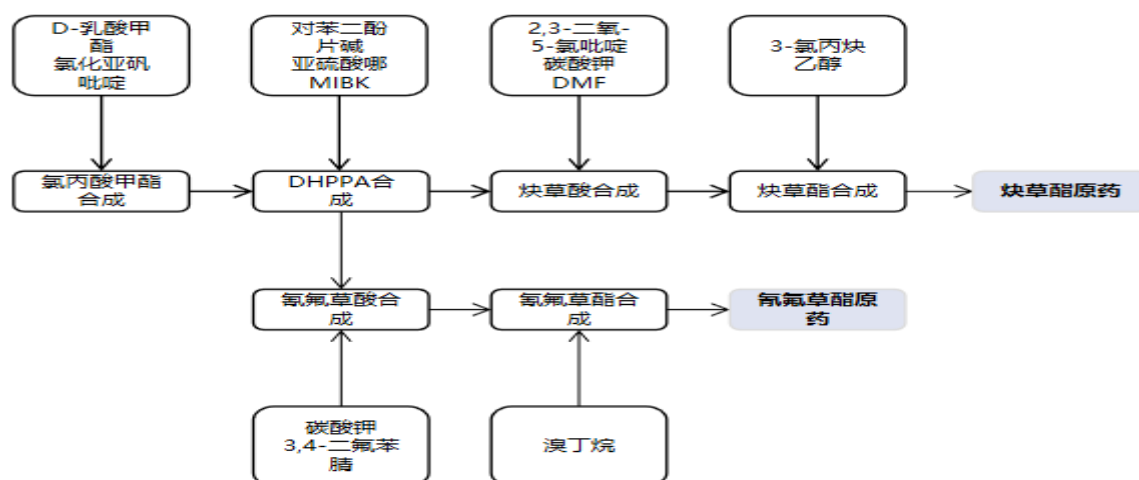 D-乳酸甲
酯
氯化亚矾
吡啶
对苯二酚
片碱
亚硫酸哪
MIBK
2,3-二氧-
5-氯吡啶
碳酸钾
DMF
3-氯丙炔
乙醇
氯丙酸甲酯
合成
DHPPA合
成
炔草酸合成
炔草酯合成
炔草酯原药
氰氟草酸合
成
氰氟草酯合
成
氰氟草酯原
药
碳酸钾
3,4-二氟苯
腈
溴丁烷